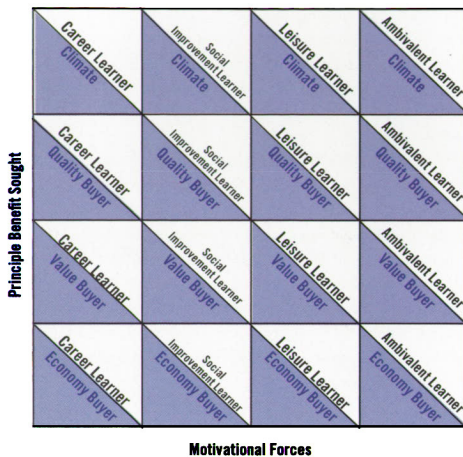 Principle Benefit Sought
Career Learner
Climate
Social
Improvement Learner
Climate
Leisure Learner
Climate
Ambivalent Learner
Climate
Career Learner
Quality Buyer
Social
Improvement Learner
Quality Buyer
Leisure Learner
Quality Buyer
Ambivalent Learner
Quality Buyer
Career Learner
Value Buyer
Social
Improvement Learner
Value Buyer
Leisure Learner
Value Buyer
Ambivalent Learner
Value Buyer
Career Learner
Economy Buyer
Social
Improvement Learner
Economy Buyer
Leisure Learner
Economy Buyer
Ambivalent Learner
Economy Buyer
Motivational Forces